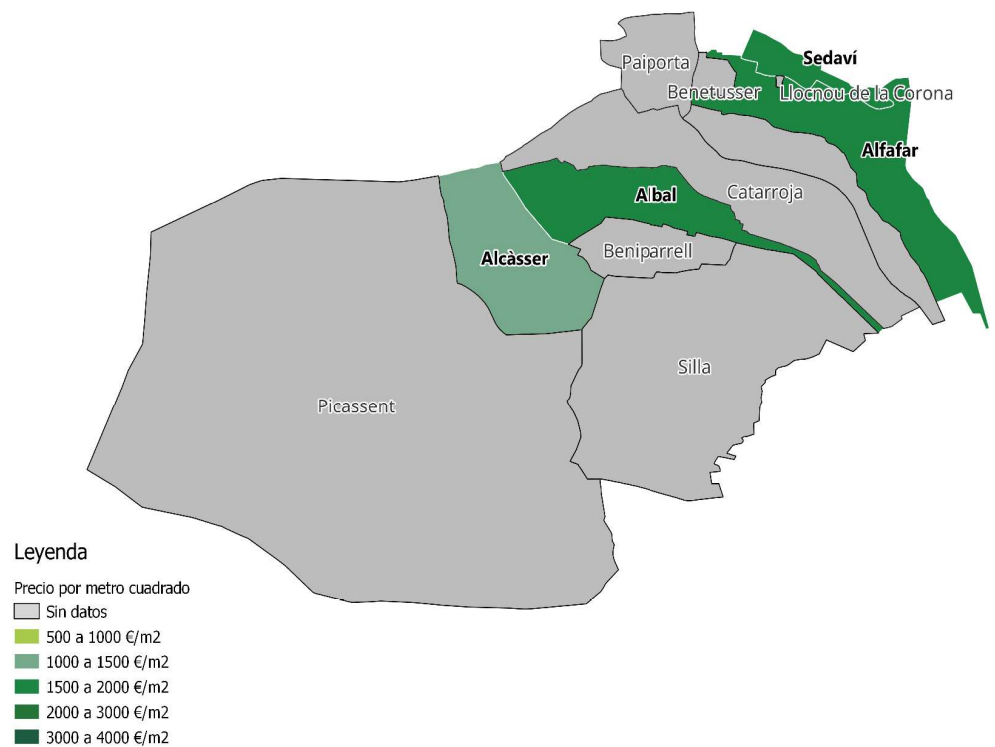 Sedaví
Paiporta
Benetusser
Llocnou de la Corona
Alfafar
Albal
Catarroja
Beniparrell
Alcàsser
Silla
Picassent
Leyenda
Precio por metro cuadrado
Sin datos
500 a 1000 €/m2
1000 a 1500 €/m2
1500 a 2000 €/m2
2000 a 3000 €/m2
3000 a 4000 €/m2